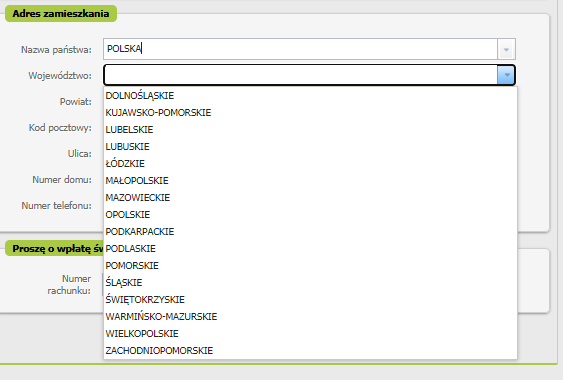 Adres zamieszkania
Nazwa państwa: POLSKA
Województwo:
DOLNOŚLĄSKIE
Powiat:
KUJAWSKO-POMORSKIE
LUBELSKIE
Kod pocztowy:
LUBUSKIE
Ulica:
ŁÓDZKIE
Numer domu:
MAŁOPOLSKIE
MAZOWIECKIE
Numer telefonu:
OPOLSKIE
PODKARPACKIE
Proszę o wpłatę św
PODLASKIE
POMORSKIE
Numer
rachunku:
ŚLĄSKIE
ŚWIĘTOKRZYSKIE
WARMIŃSKO-MAZURSKIE
WIELKOPOLSKIE
ZACHODNIOPOMORSKIE